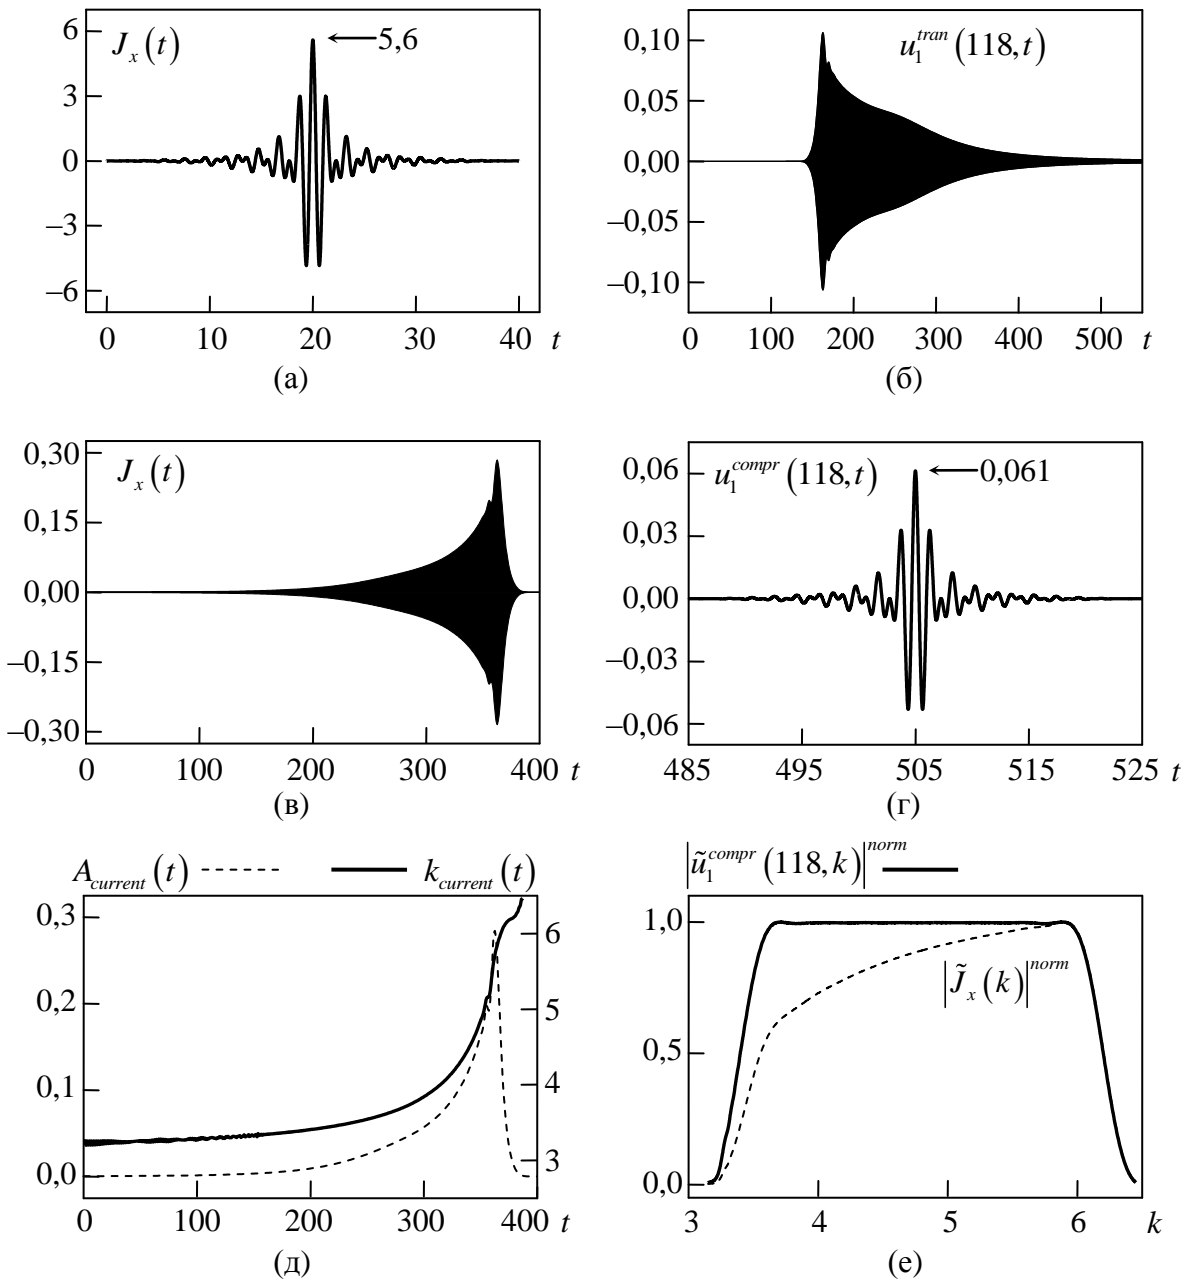 J_x(t)
5,6
6
3
0
–3
–6
0 10 20 30 40 t
(а)
u_1^{tran}(118,t)
0,10
0,05
0,00
–0,05
–0,10
0 100 200 300 400 500 t
(б)
J_x(t)
0,30
0,15
0,00
–0,15
–0,30
0 100 200 300 400 t
(в)
u_1^{compr}(118,t)
0,061
0,06
0,03
0,00
–0,03
–0,06
485 495 505 515 525 t
(г)
A_{current}(t) k_{current}(t)
0,3
0,2
0,1
0,0
6
5
4
3
0 100 200 300 400 t
(д)
|ũ_1^{compr}(118,k)|^{norm}
1,0
0,5
0,0
|J̃_x(k)|^{norm}
3 4 5 6 k
(е)